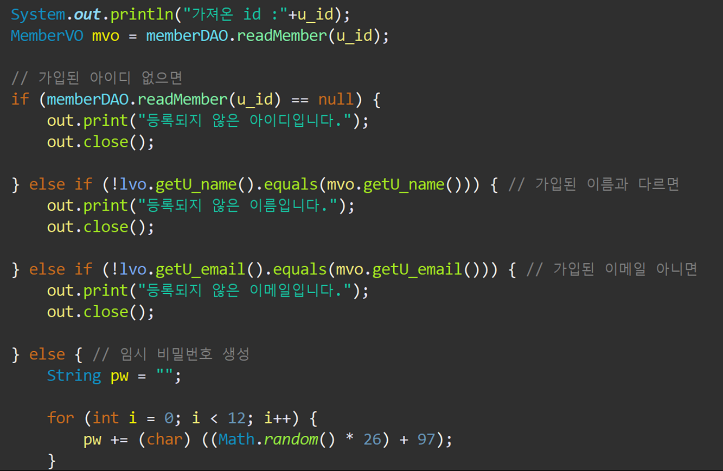 System.out.println("가져온 id :"+u_id);
MemberVO mvo = memberDAO.readMember(u_id);

// 가입된 아이디 없으면
if (memberDAO.readMember(u_id) == null) {
    out.print("등록되지 않은 아이디입니다.");
    out.close();

} else if (!lvo.getU_name().equals(mvo.getU_name())) { // 가입된 이름과 다르면
    out.print("등록되지 않은 이름입니다.");
    out.close();

} else if (!lvo.getU_email().equals(mvo.getU_email())) { // 가입된 이메일 아니면
    out.print("등록되지 않은 이메일입니다.");
    out.close();

} else { // 임시 비밀번호 생성
    String pw = "";

    for (int i = 0; i < 12; i++) {
        pw += (char) ((Math.random() * 26) + 97);
    }